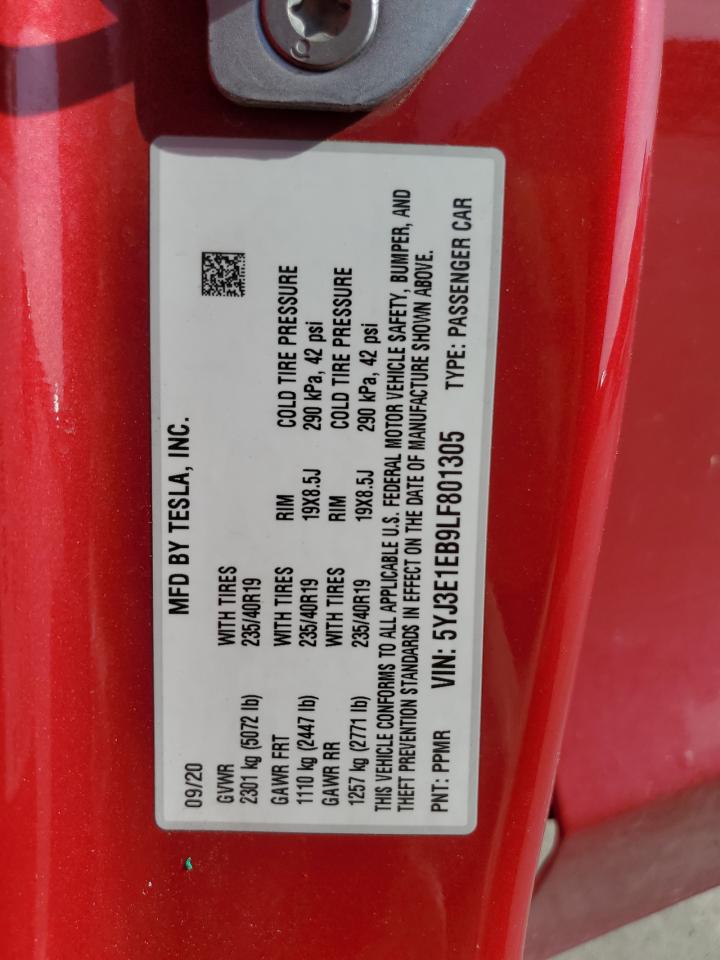 09/20 MFD BY TESLA, INC.
GVWR WITH TIRES
2301 kg (5072 lb) 235/40R19
GAWR FRT WITH TIRES RIM COLD TIRE PRESSURE
1110 kg (2447 lb) 235/40R19 19X8.5J 290 kPa, 42 psi
GAWR RR WITH TIRES RIM COLD TIRE PRESSURE
1257 kg (2771 lb) 235/40R19 19X8.5J 290 kPa, 42 psi
THIS VEHICLE CONFORMS TO ALL APPLICABLE U.S. FEDERAL MOTOR VEHICLE SAFETY, BUMPER, AND
THEFT PREVENTION STANDARDS IN EFFECT ON THE DATE OF MANUFACTURE SHOWN ABOVE.
PNT: PPMR VIN: 5YJ3E1EB9LF801305 TYPE: PASSENGER CAR